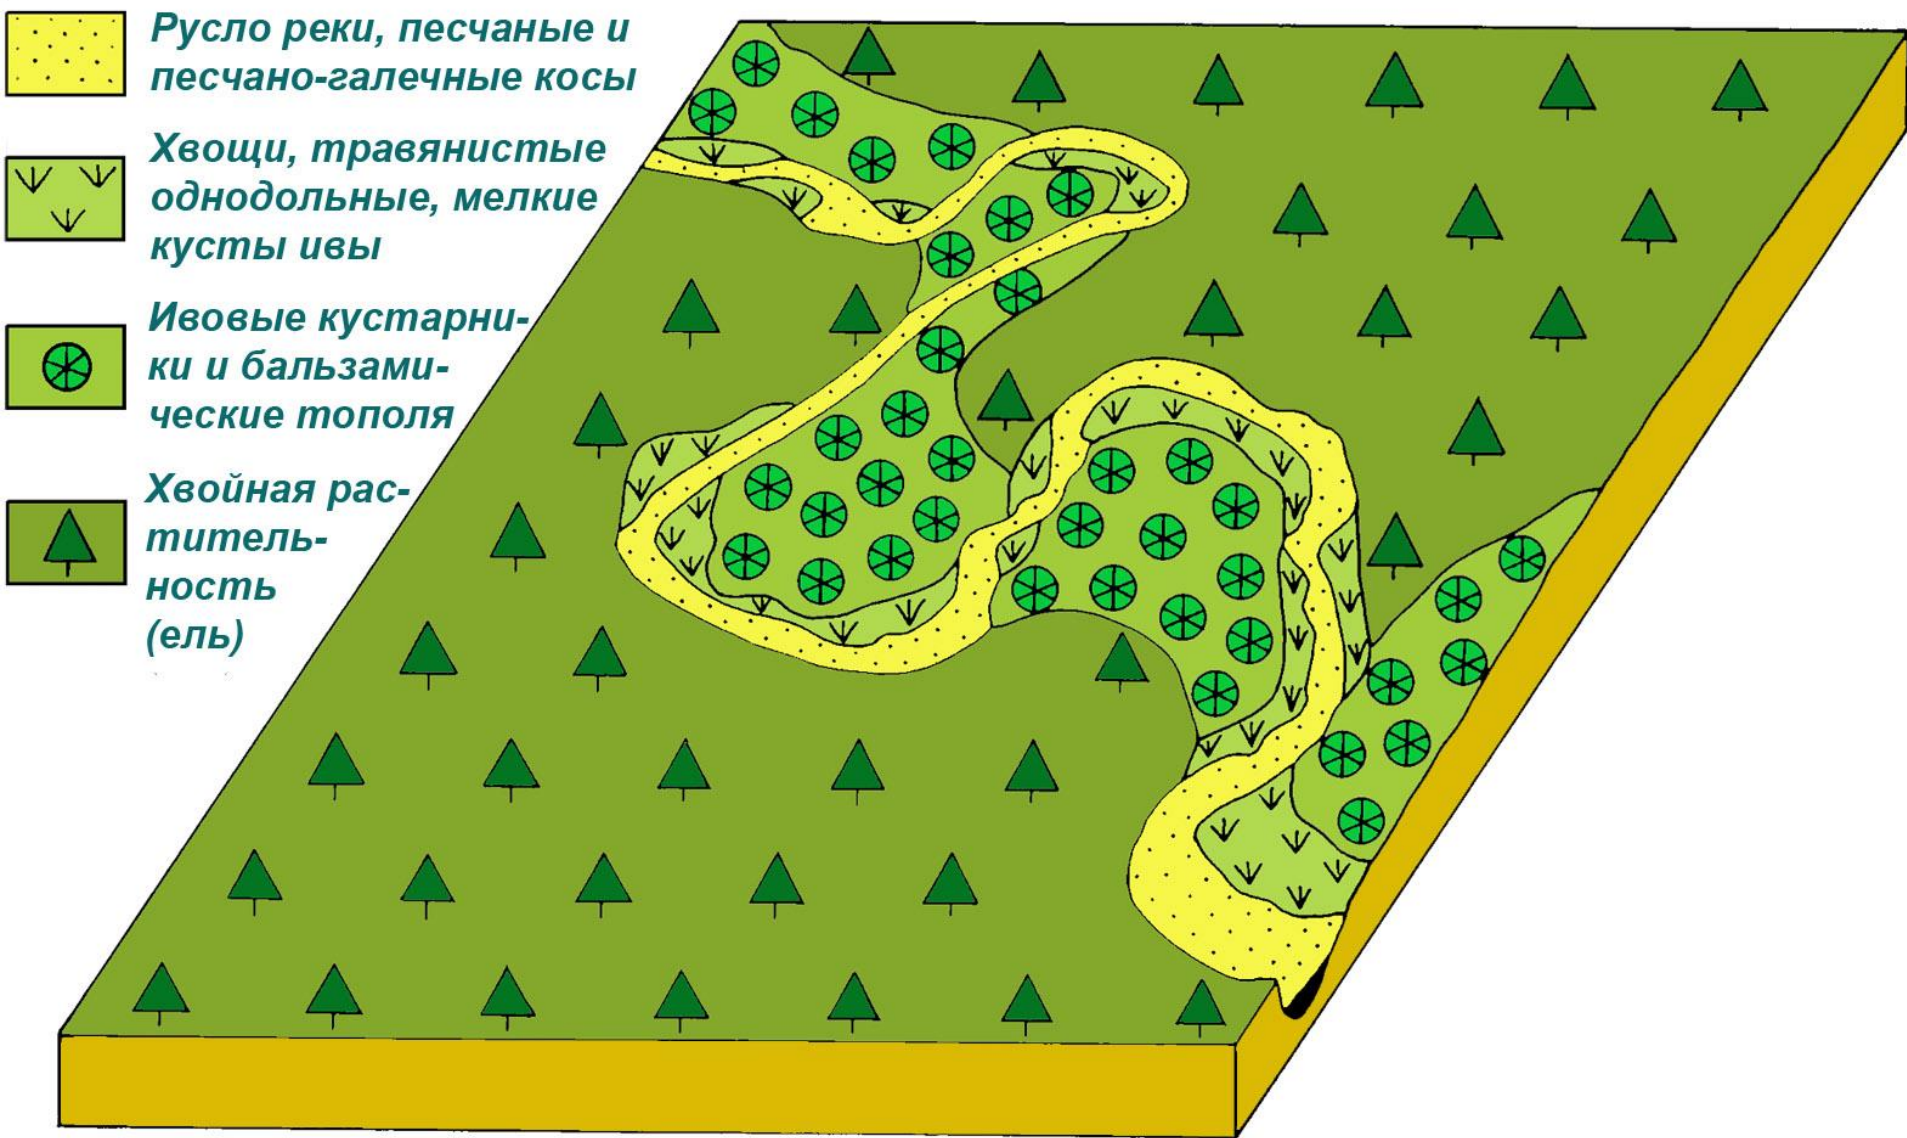 Русло реки, песчаные и
песчано-галечные косы
Хвощи, травянистые
однодольные, мелкие
кусты ивы
Ивовые кустарни-
ки и бальзами-
ческие тополя
Хвойная рас-
титель-
ность
(ель)